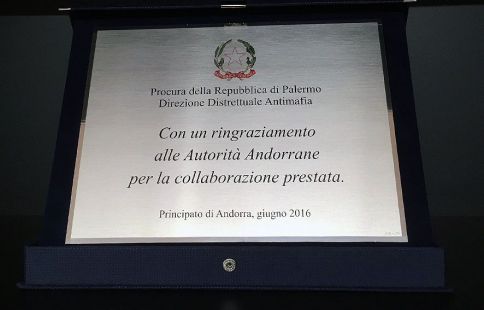 Procura della Repubblica di Palermo
Direzione Distrettuale Antimafia
Con un ringraziamento
alle Autorità Andorrane
per la collaborazione prestata.
Principato di Andorra, giugno 2016